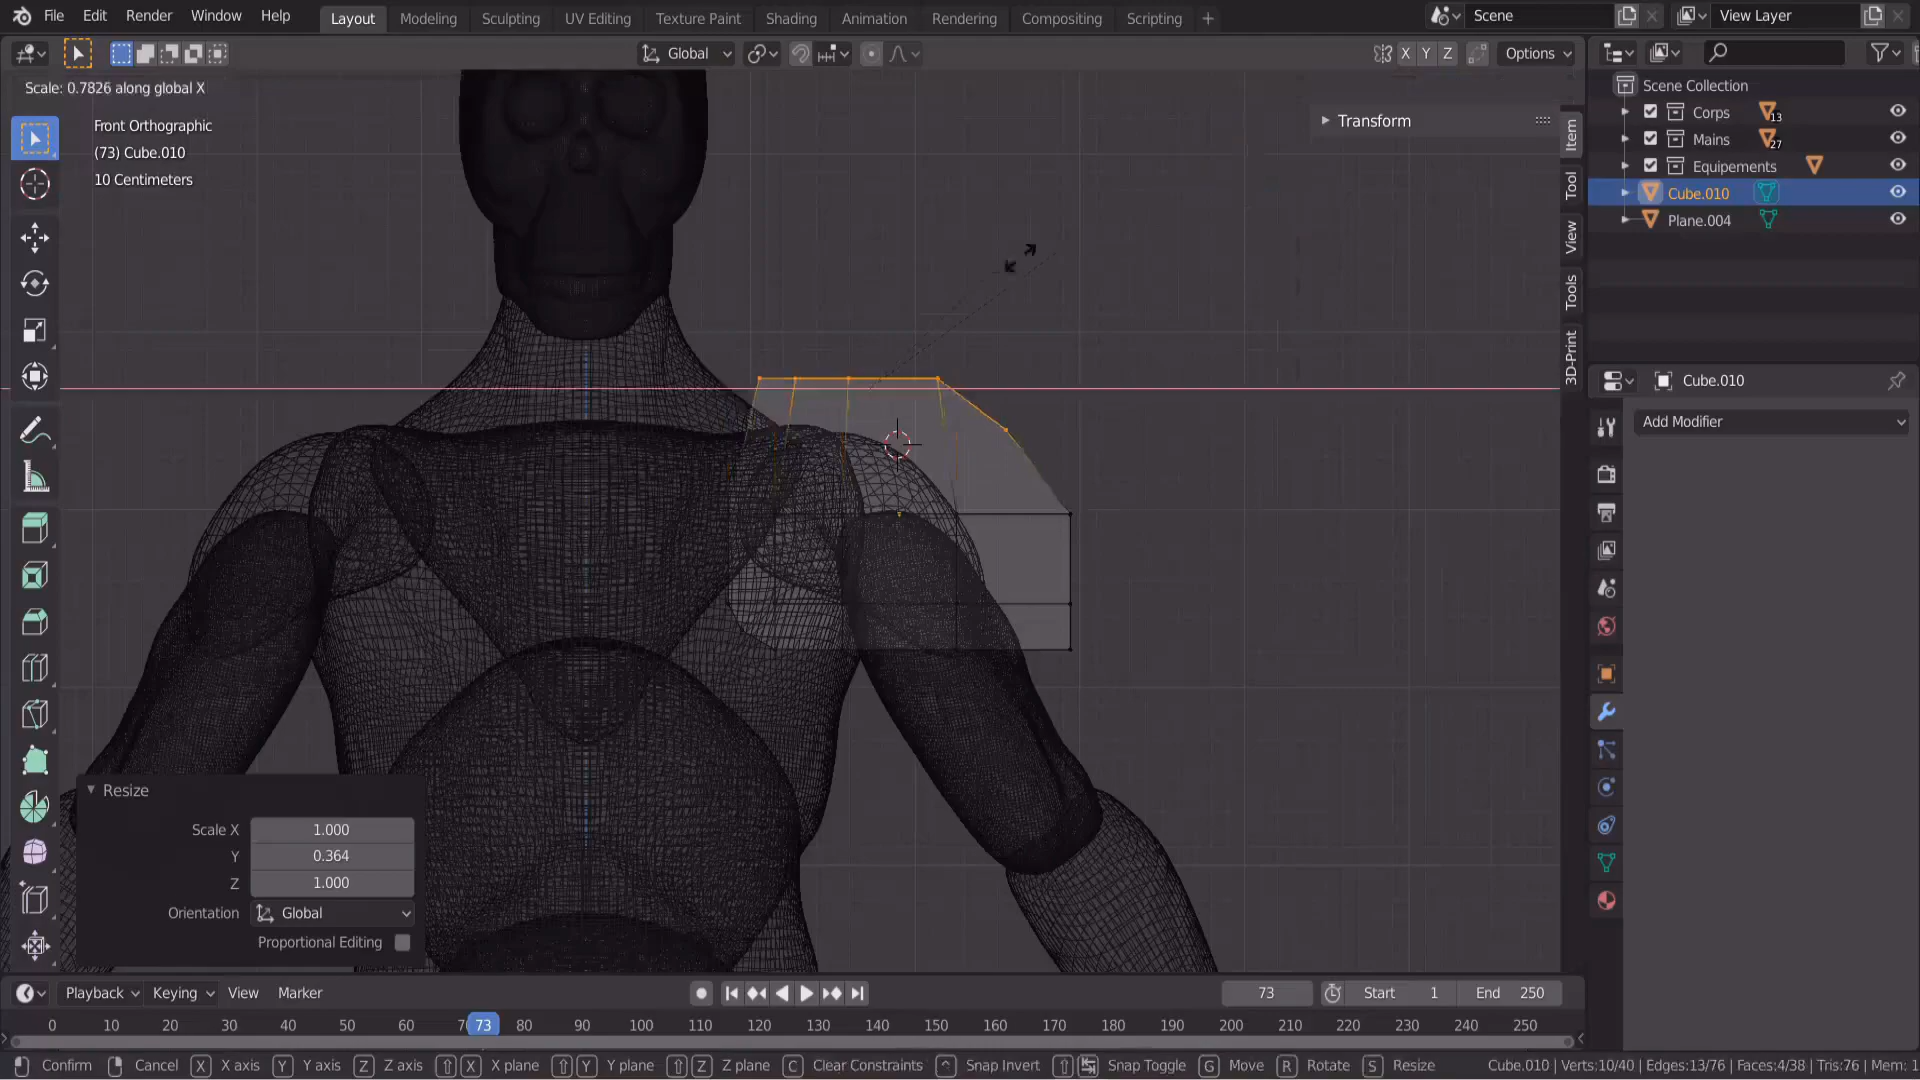 File Edit Render Window Help Layout Modeling Sculpting UV Editing Texture Paint Shading Animation Rendering Compositing Scripting + Scene View Layer
Global X Y Z Options
Scale: 0.7826 along global X
Front Orthographic
(73) Cube.010
10 Centimeters
Transform
Item
Tool
View
Tools
3D-Print
Scene Collection
Corps 13
Mains 27
Equipements
Cube.010
Plane.004
Cube.010
Add Modifier
Resize
Scale X 1.000
Y 0.364
Z 1.000
Orientation Global
Proportional Editing
Playback Keying View Marker 73 Start 1 End 250
0 10 20 30 40 50 60 73 80 90 100 110 120 130 140 150 160 170 180 190 200 210 220 230 240 250
Confirm Cancel X X axis Y Y axis Z Z axis X X plane Y Y plane Z Z plane C Clear Constraints Snap Invert Snap Toggle G Move R Rotate S Resize Cube.010 | Verts:10/40 | Edges:13/76 | Faces:4/38 | Tris:76 | Mem: 1